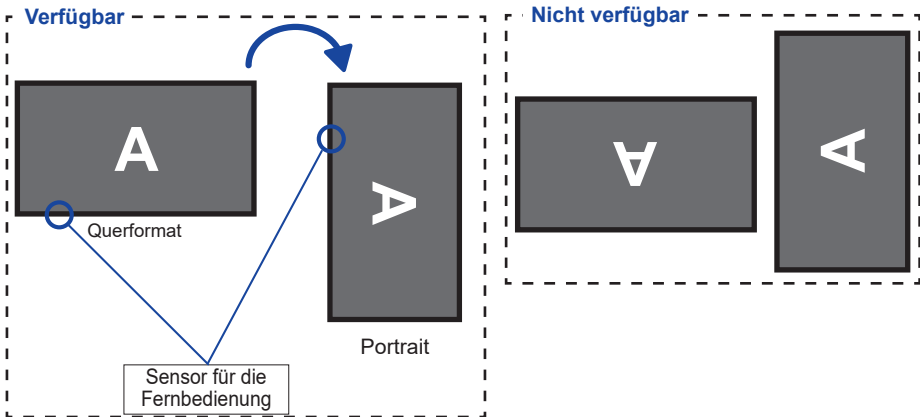 Verfügbar
A
Querformat
A
Portrait
Sensor für die
Fernbedienung
Nicht verfügbar
A
A